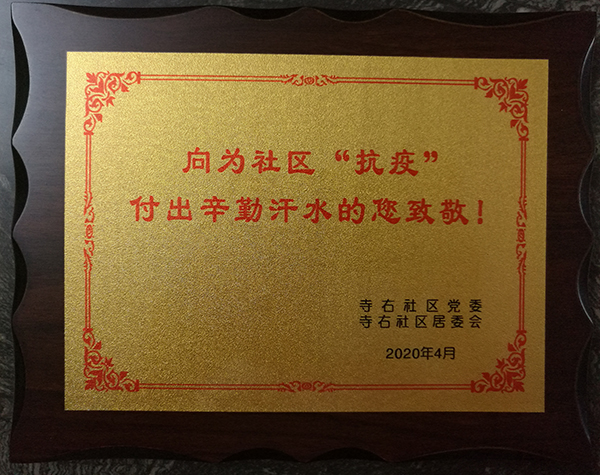 向为社区“抗疫”
付出辛勤汗水的您致敬！
寺右社区党委
寺右社区居委会
2020年4月